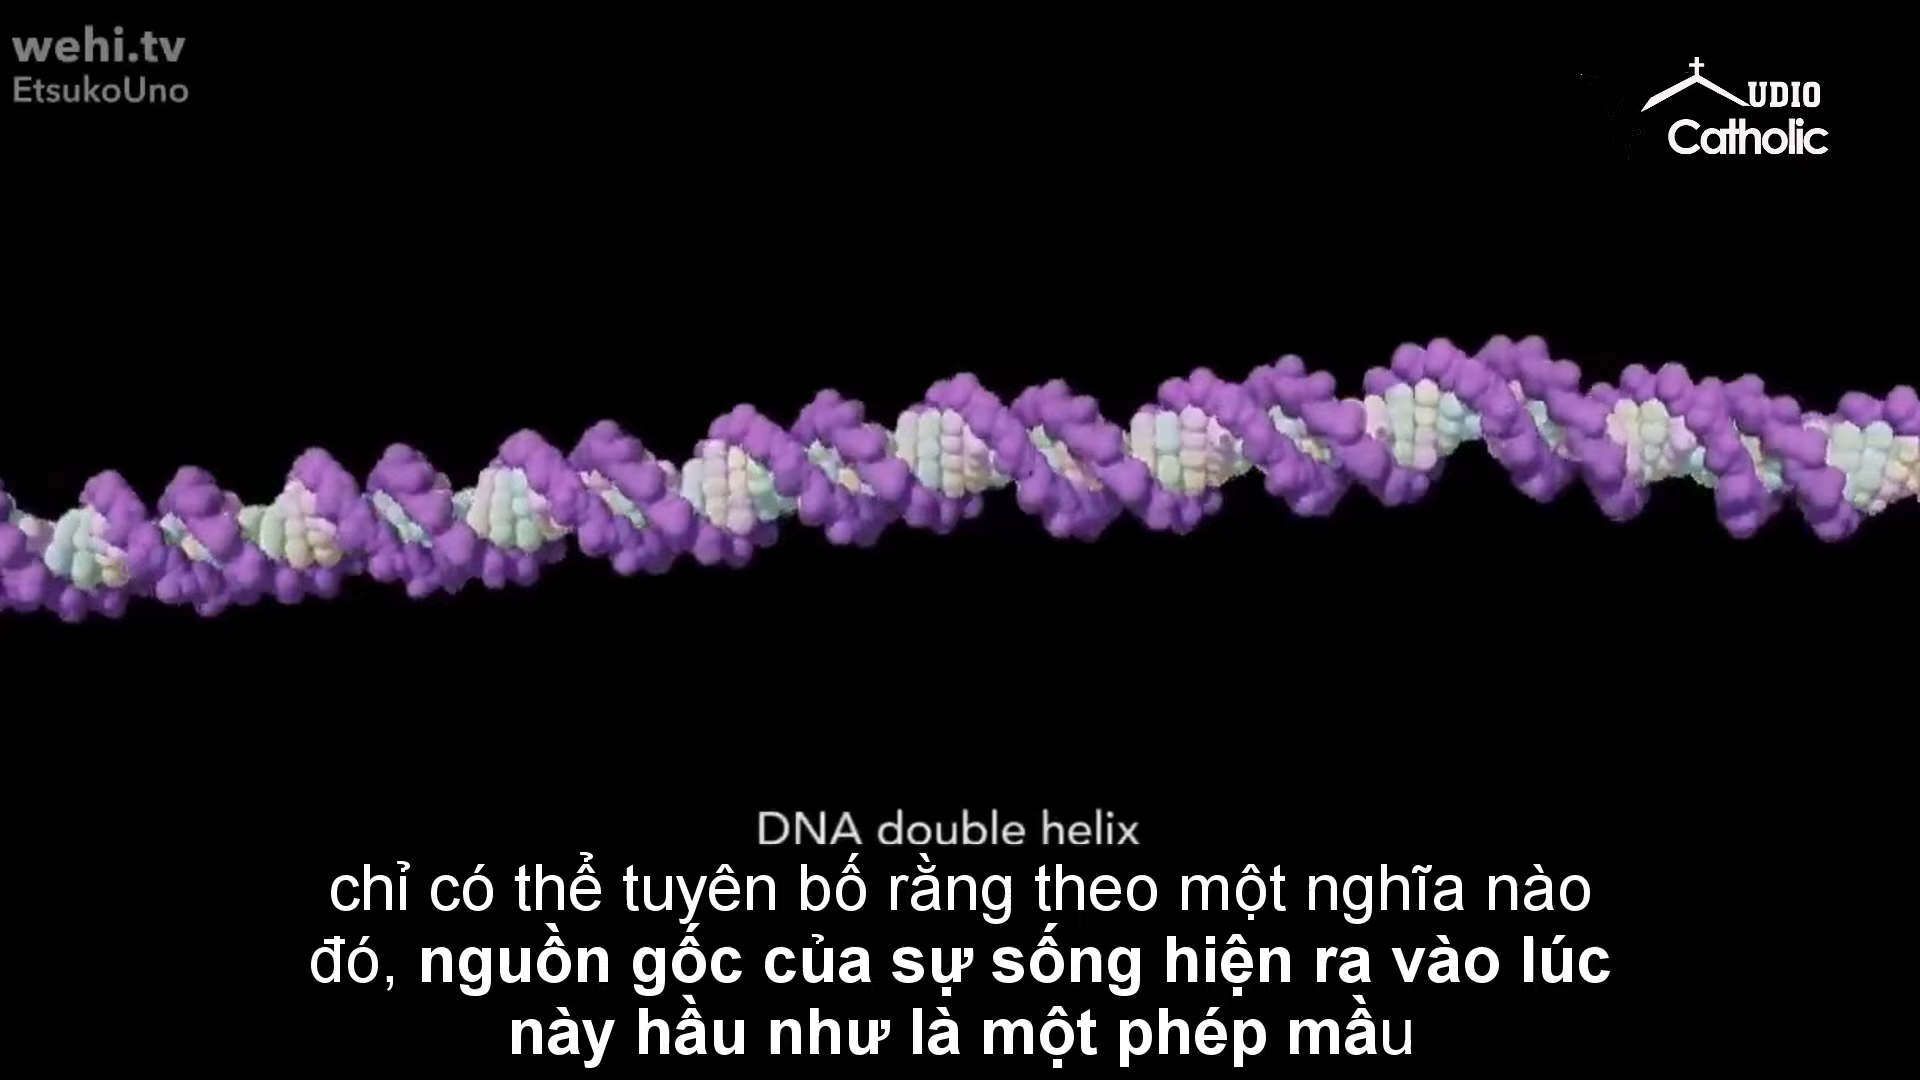 wehi.tv
EtsukoUno
UDIO
Catholic
DNA double helix
chỉ có thể tuyên bố rằng theo một nghĩa nào
đó, nguồn gốc của sự sống hiện ra vào lúc
này hầu như là một phép mầu